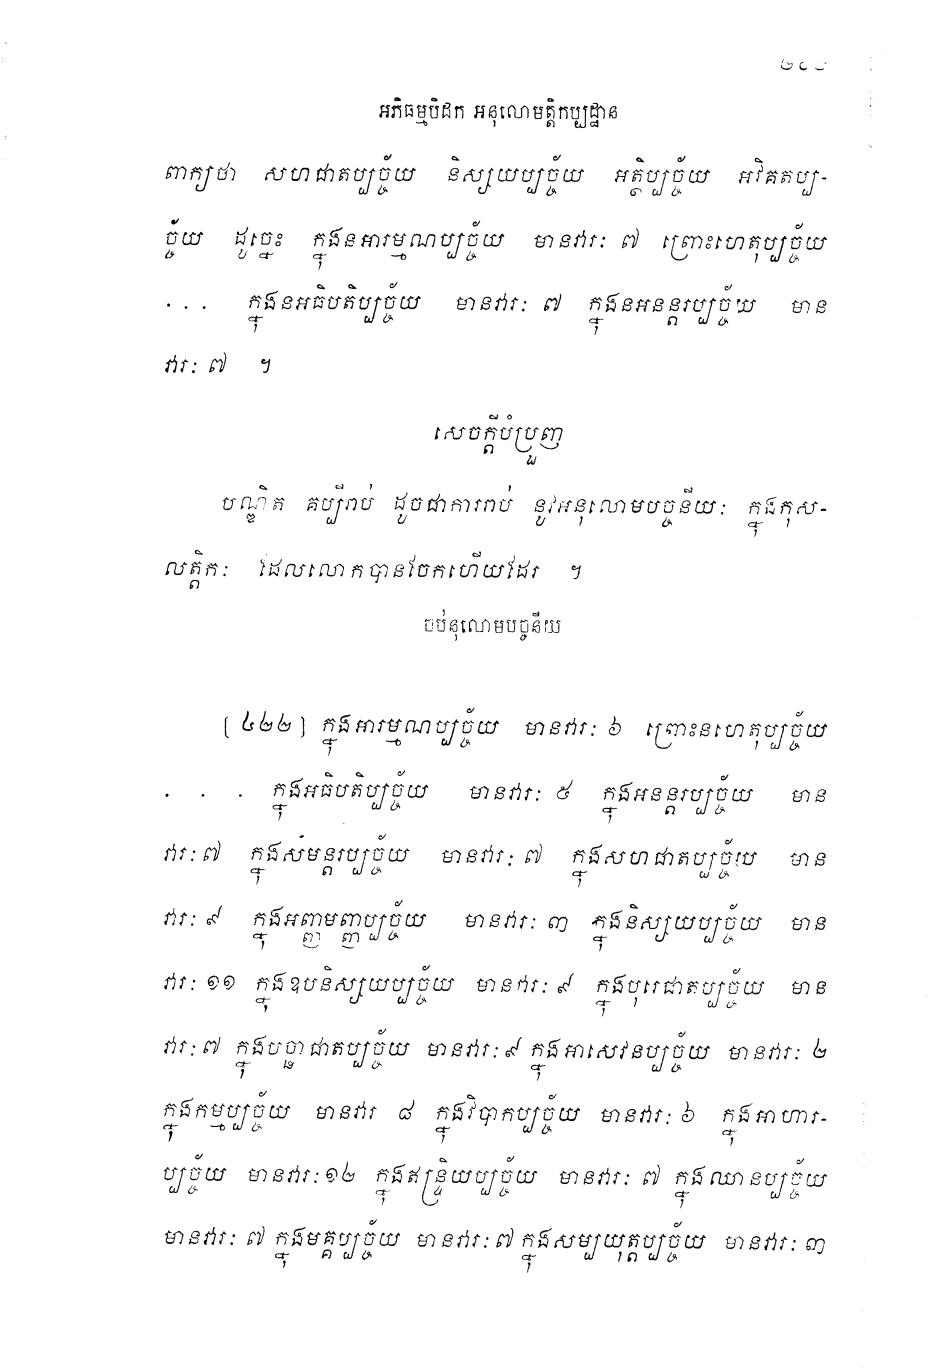 អភិធម្មបិដក អនុលោមត្តិកប្បដ្ឋាន
ពាក្យថា សហជាតប្បច្ច័យ និស្សយប្បច្ច័យ អត្ថិប្បច្ច័យ អវិគតប្ប-
ច្ច័យ ដូច្នេះ ក្នុងនអារម្មណប្បច្ច័យ មានវារៈ ៧ ព្រោះហេតុប្បច្ច័យ
. . . ក្នុងនអធិបតិប្បច្ច័យ មានវារៈ ៧ ក្នុងនអនន្តរប្បច្ច័យ មាន
វារៈ ៧ ។
សេចក្តីបំប្រួញ
បណ្ឌិត គប្បីរាប់ ដូចជាការរាប់ នូវអនុលោមបច្ចនីយៈ ក្នុងកុស-
លត្តិកៈ ដែលលោកបានចែកហើយដែរ ។
ចប់នុលោមបច្ចនីយ
[ ៤២២ ] ក្នុងអារម្មណប្បច្ច័យ មានវារៈ ៦ ព្រោះនហេតុប្បច្ច័យ
. . . ក្នុងអធិបតិប្បច្ច័យ មានវារៈ ៥ ក្នុងអនន្តរប្បច្ច័យ មាន
វារៈ ៧ ក្នុងសមនន្តរប្បច្ច័យ មានវារៈ ៧ ក្នុងសហជាតប្បច្ច័យ មាន
វារៈ ៩ ក្នុងអញ្ញាមញ្ញប្បច្ច័យ មានវារៈ ៣ ក្នុងនិស្សយប្បច្ច័យ មាន
វារៈ ១១ ក្នុងឧបនិស្សយប្បច្ច័យ មានវារៈ ៩ ក្នុងបុរេជាតប្បច្ច័យ មាន
វារៈ ៧ ក្នុងបច្ឆាជាតប្បច្ច័យ មានវារៈ ៩ ក្នុងអាសេវនប្បច្ច័យ មានវារៈ ២
ក្នុងកម្មប្បច្ច័យ មានវារ ៨ ក្នុងវិបាកប្បច្ច័យ មានវារៈ ៦ ក្នុងអាហារ-
ប្បច្ច័យ មានវារៈ ១២ ក្នុងឥន្ទ្រិយប្បច្ច័យ មានវារៈ ៧ ក្នុងឈានប្បច្ច័យ
មានវារៈ ៧ ក្នុងមគ្គប្បច្ច័យ មានវារៈ ៧ ក្នុងសម្បយុត្តប្បច្ច័យ មានវារៈ ៣